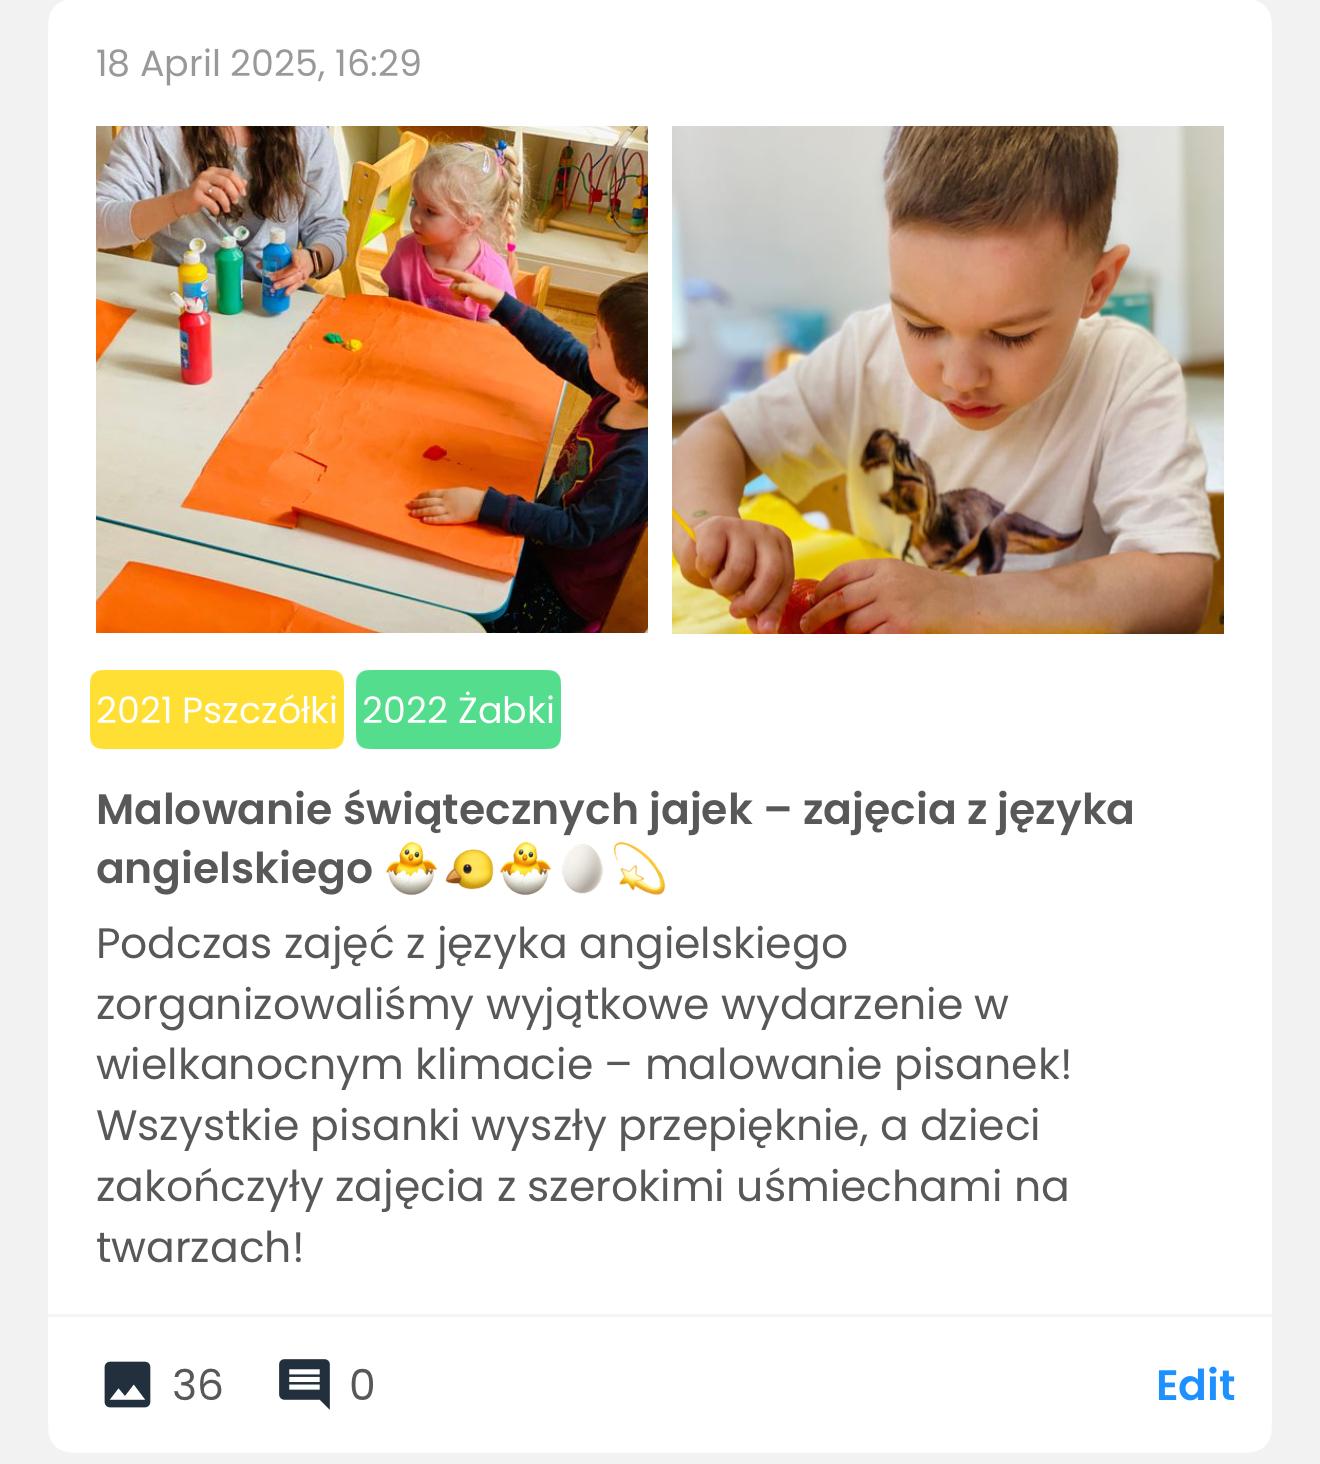 18 April 2025, 16:29
2021 Pszczółki 2022 Żabki
Malowanie świątecznych jajek – zajęcia z języka
angielskiego 🐣🐤🐣🥚💫
Podczas zajęć z języka angielskiego
zorganizowaliśmy wyjątkowe wydarzenie w
wielkanocnym klimacie – malowanie pisanek!
Wszystkie pisanki wyszły przepięknie, a dzieci
zakończyły zajęcia z szerokimi uśmiechami na
twarzach!
36 0 Edit